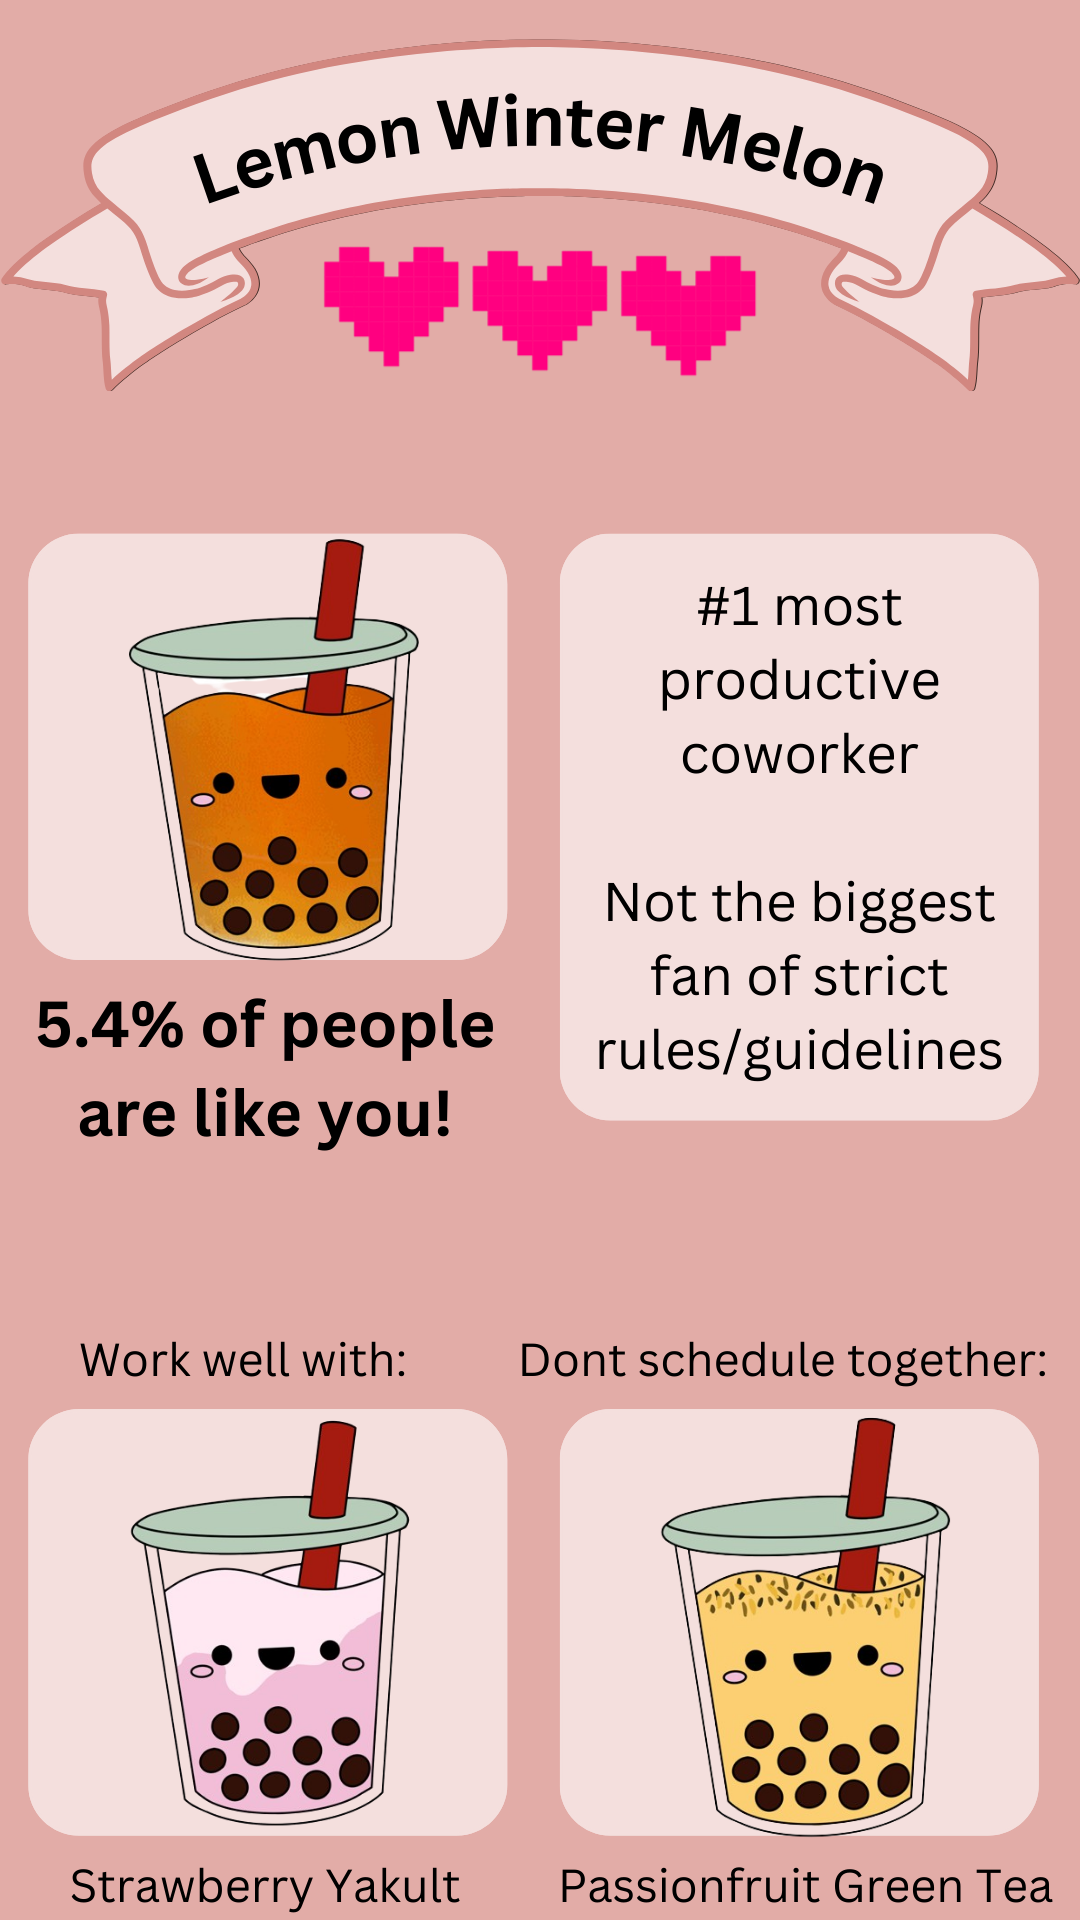 Lemon Winter Melon
#1 most
productive
coworker
Not the biggest
fan of strict
rules/guidelines
5.4% of people
are like you!
Work well with:
Dont schedule together:
Strawberry Yakult
Passionfruit Green Tea